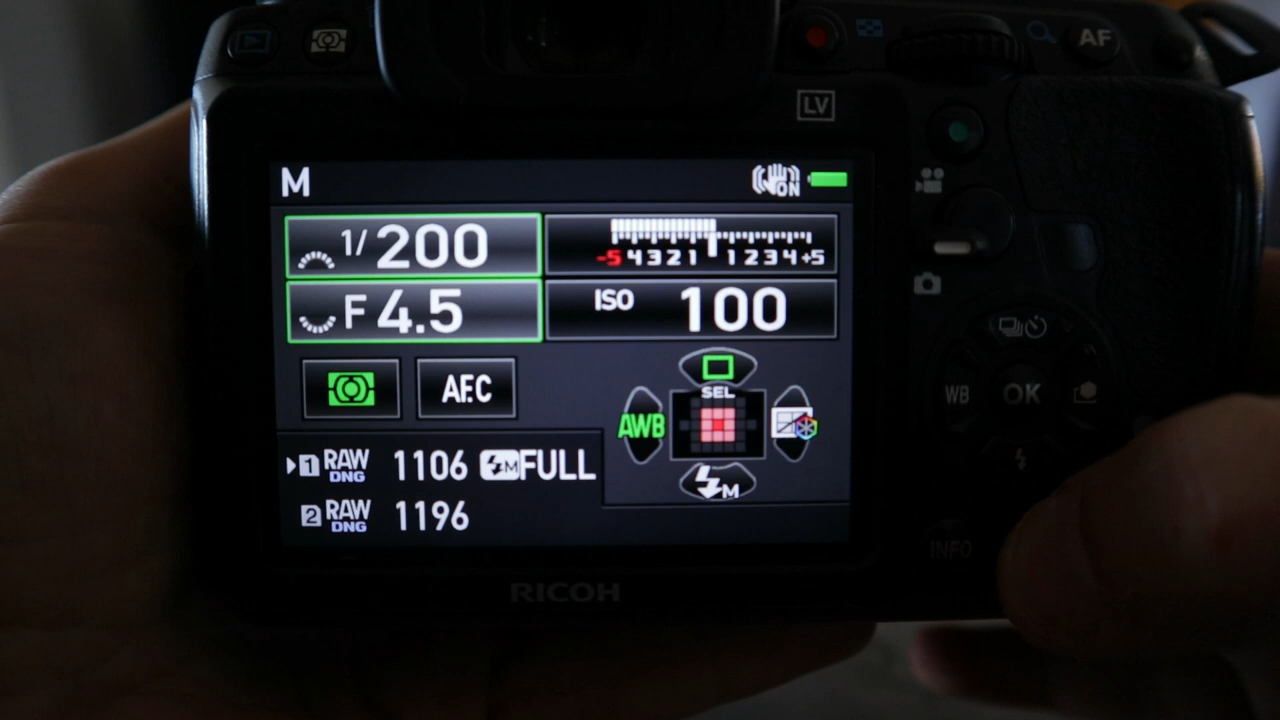 AF
LV
M
ON
1/200
-5 4 3 2 1 1 2 3 4 +5
F4.5
ISO 100
AF.C
SEL
AWB
WB
OK
1 RAW DNG 1106 M FULL
M
2 RAW DNG 1196
INFO
RICOH